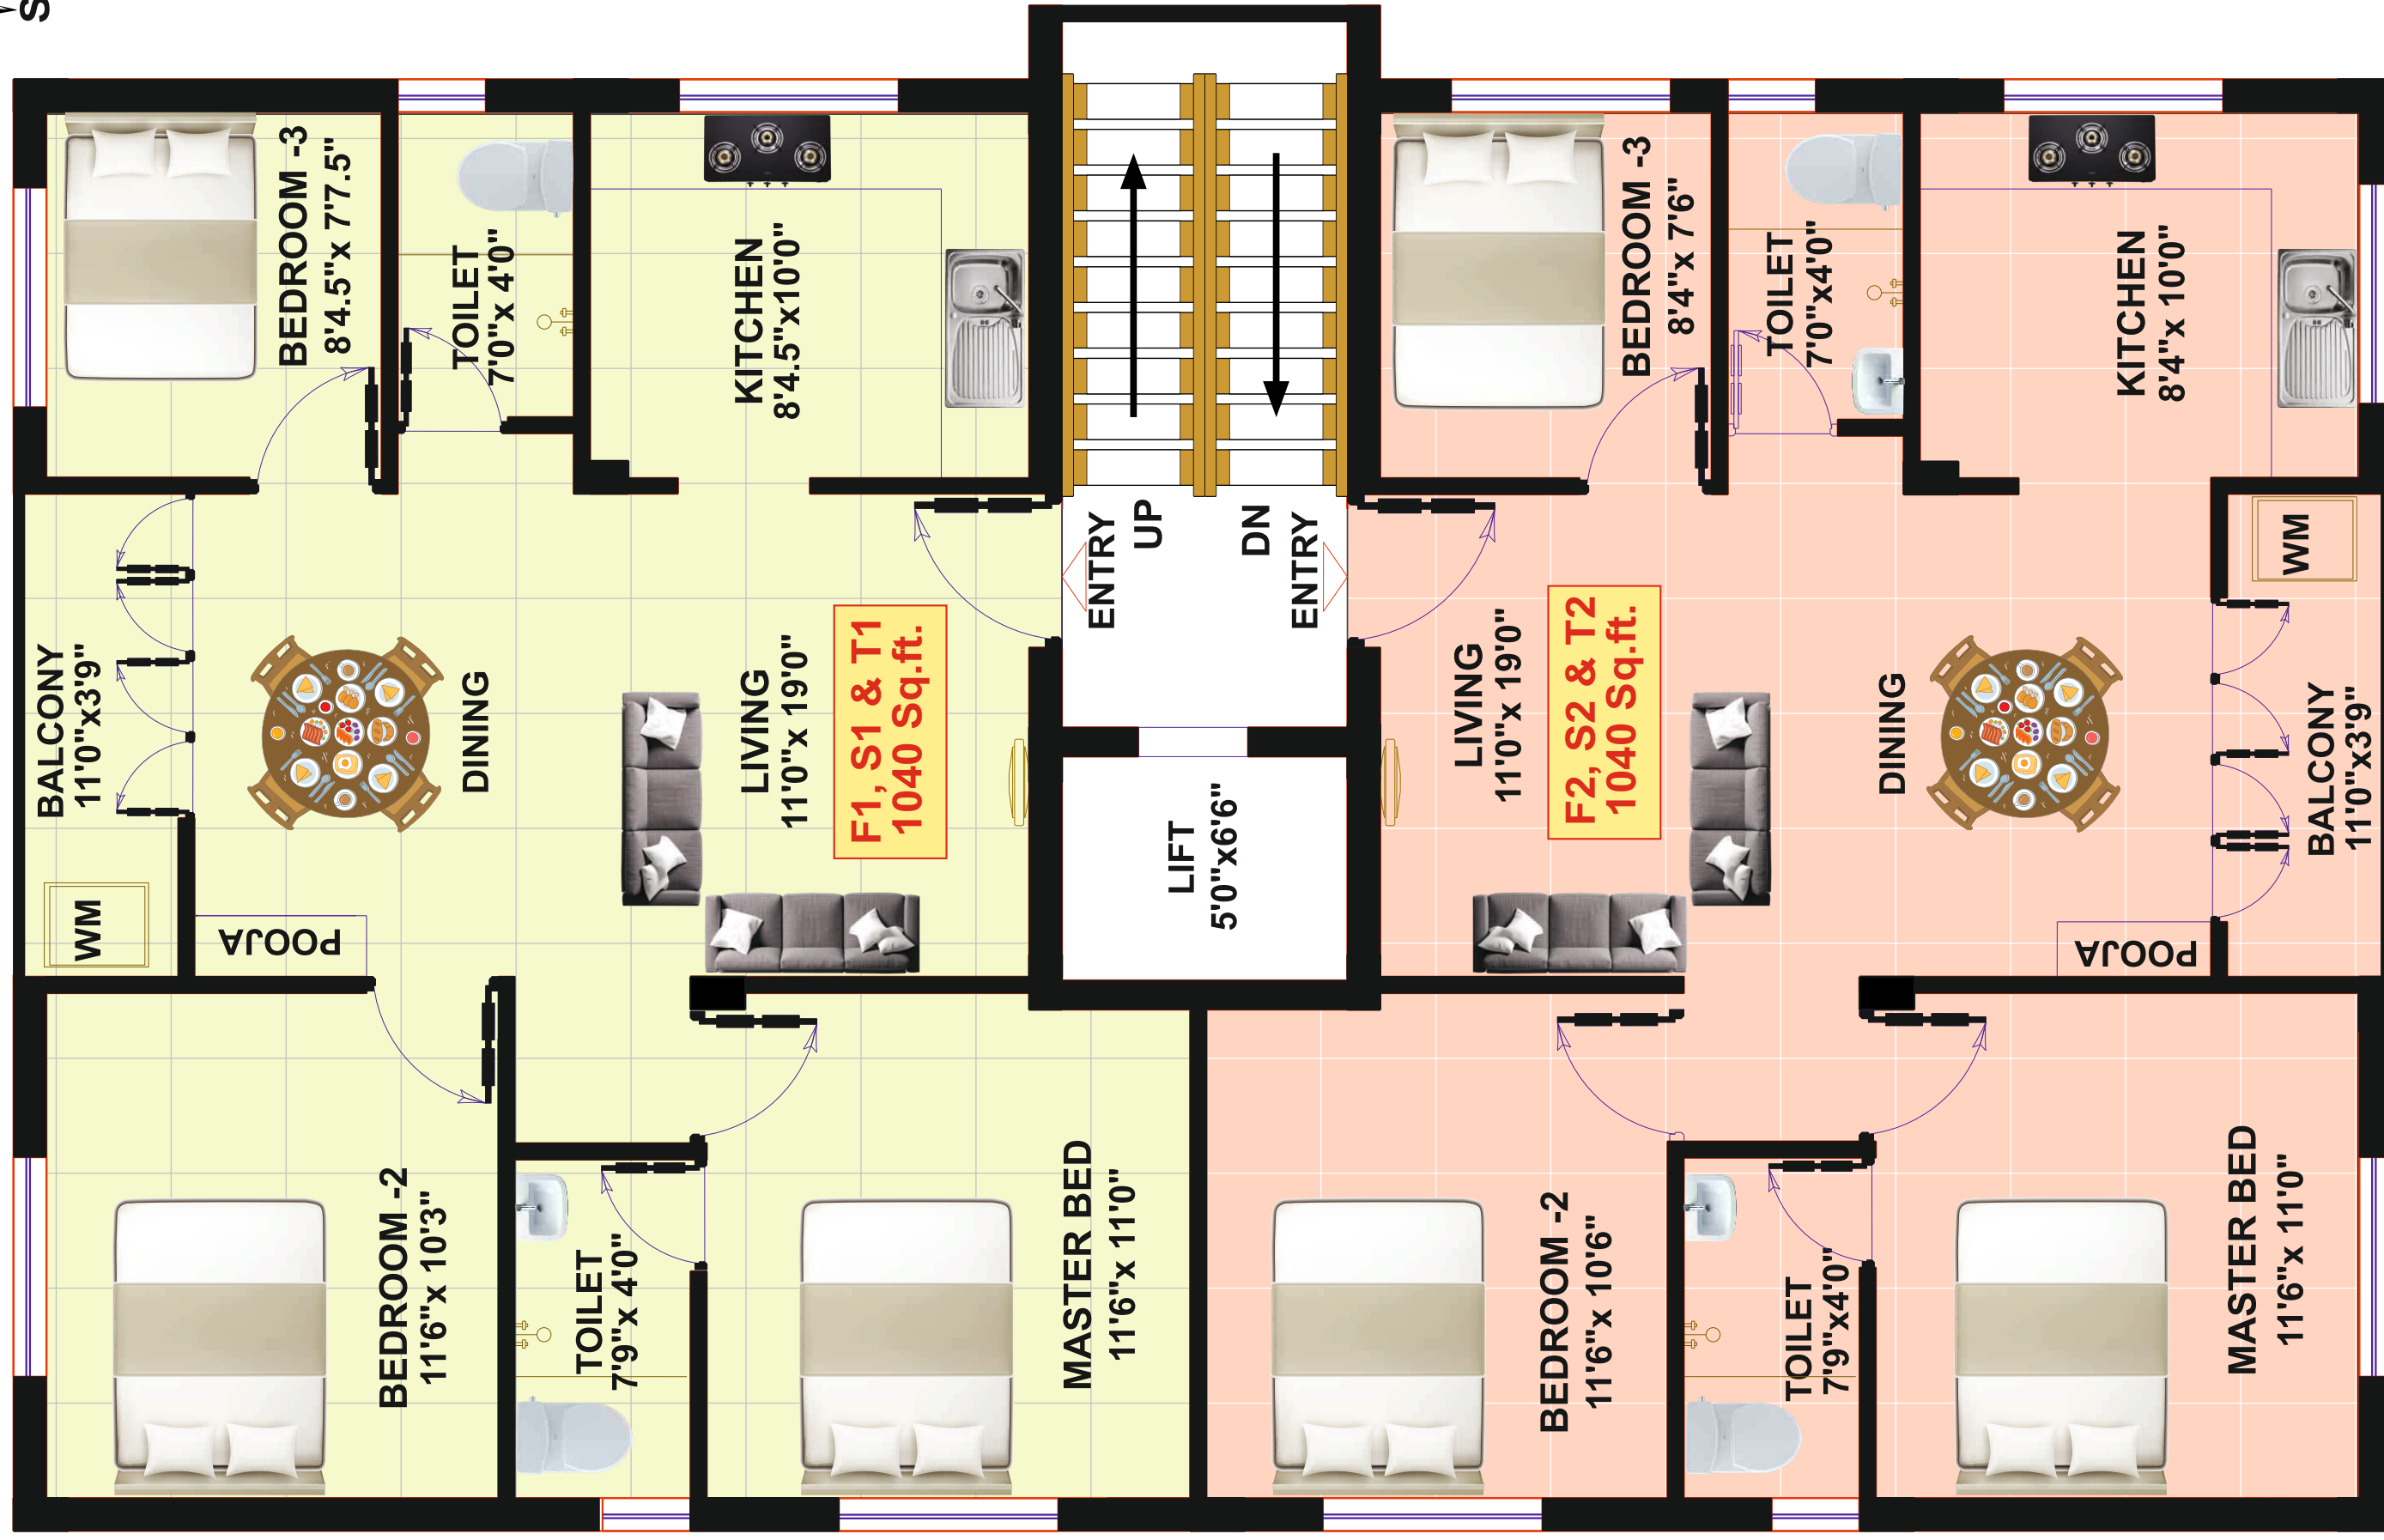 S
BEDROOM -3
8'4.5"x 7'7.5"
TOILET
7'0"x 4'0"
KITCHEN
8'4.5"x10'0"
BEDROOM -3
8'4"x 7'6"
TOILET
7'0"x4'0"
KITCHEN
8'4"x 10'0"
BALCONY
11'0"x3'9"
WM
POOJA
DINING
LIVING
11'0"x 19'0"
F1, S1 & T1
1040 Sq.ft.
ENTRY
UP
DN
ENTRY
LIFT
5'0"x6'6"
LIVING
11'0"x 19'0"
F2, S2 & T2
1040 Sq.ft.
DINING
POOJA
WM
BALCONY
11'0"x3'9"
BEDROOM -2
11'6"x 10'3"
TOILET
7'9"x 4'0"
MASTER BED
11'6"x 11'0"
BEDROOM -2
11'6"x 10'6"
TOILET
7'9"x4'0"
MASTER BED
11'6"x 11'0"